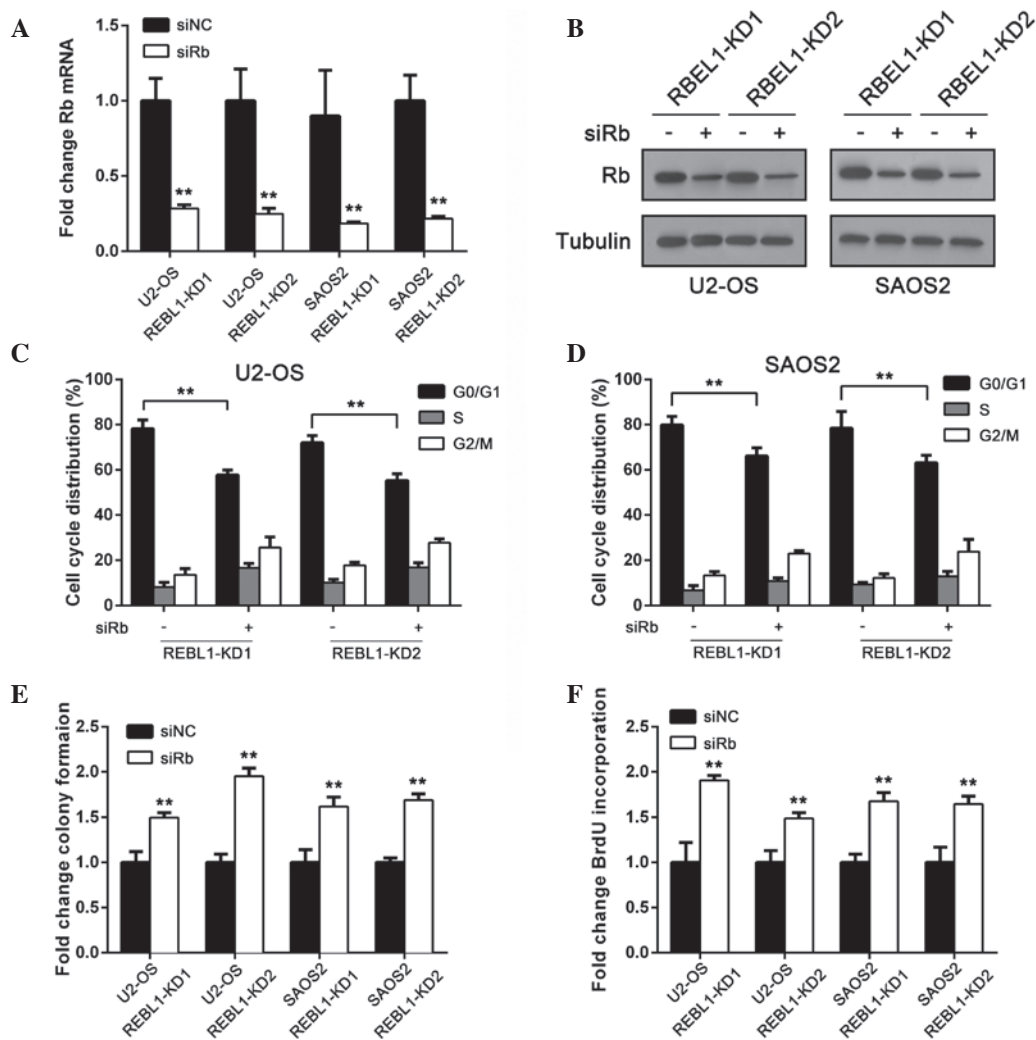 A
siNC
siRb
Fold change Rb mRNA
1.5
1.0
0.5
0.0
** ** ** **
U2-OS
REBL1-KD1
U2-OS
REBL1-KD2
SAOS2
REBL1-KD1
SAOS2
REBL1-KD2
B
RBEL1-KD1
RBEL1-KD2
RBEL1-KD1
RBEL1-KD2
siRb - + - + - + - +
Rb
Tubulin
U2-OS SAOS2
C
U2-OS
G0/G1
S
G2/M
Cell cycle distribution (%)
100
80
60
40
20
0
** **
siRb - + - +
REBL1-KD1 REBL1-KD2
D
SAOS2
G0/G1
S
G2/M
Cell cycle distribution (%)
100
80
60
40
20
0
** **
siRb - + - +
REBL1-KD1 REBL1-KD2
E
siNC
siRb
Fold change colony formaion
2.5
2.0
1.5
1.0
0.5
0.0
** ** ** **
U2-OS
REBL1-KD1
U2-OS
REBL1-KD2
SAOS2
REBL1-KD1
SAOS2
REBL1-KD2
F
siNC
siRb
Fold change BrdU incorporation
2.5
2.0
1.5
1.0
0.5
0.0
** ** ** **
U2-OS
REBL1-KD1
U2-OS
REBL1-KD2
SAOS2
REBL1-KD1
SAOS2
REBL1-KD2